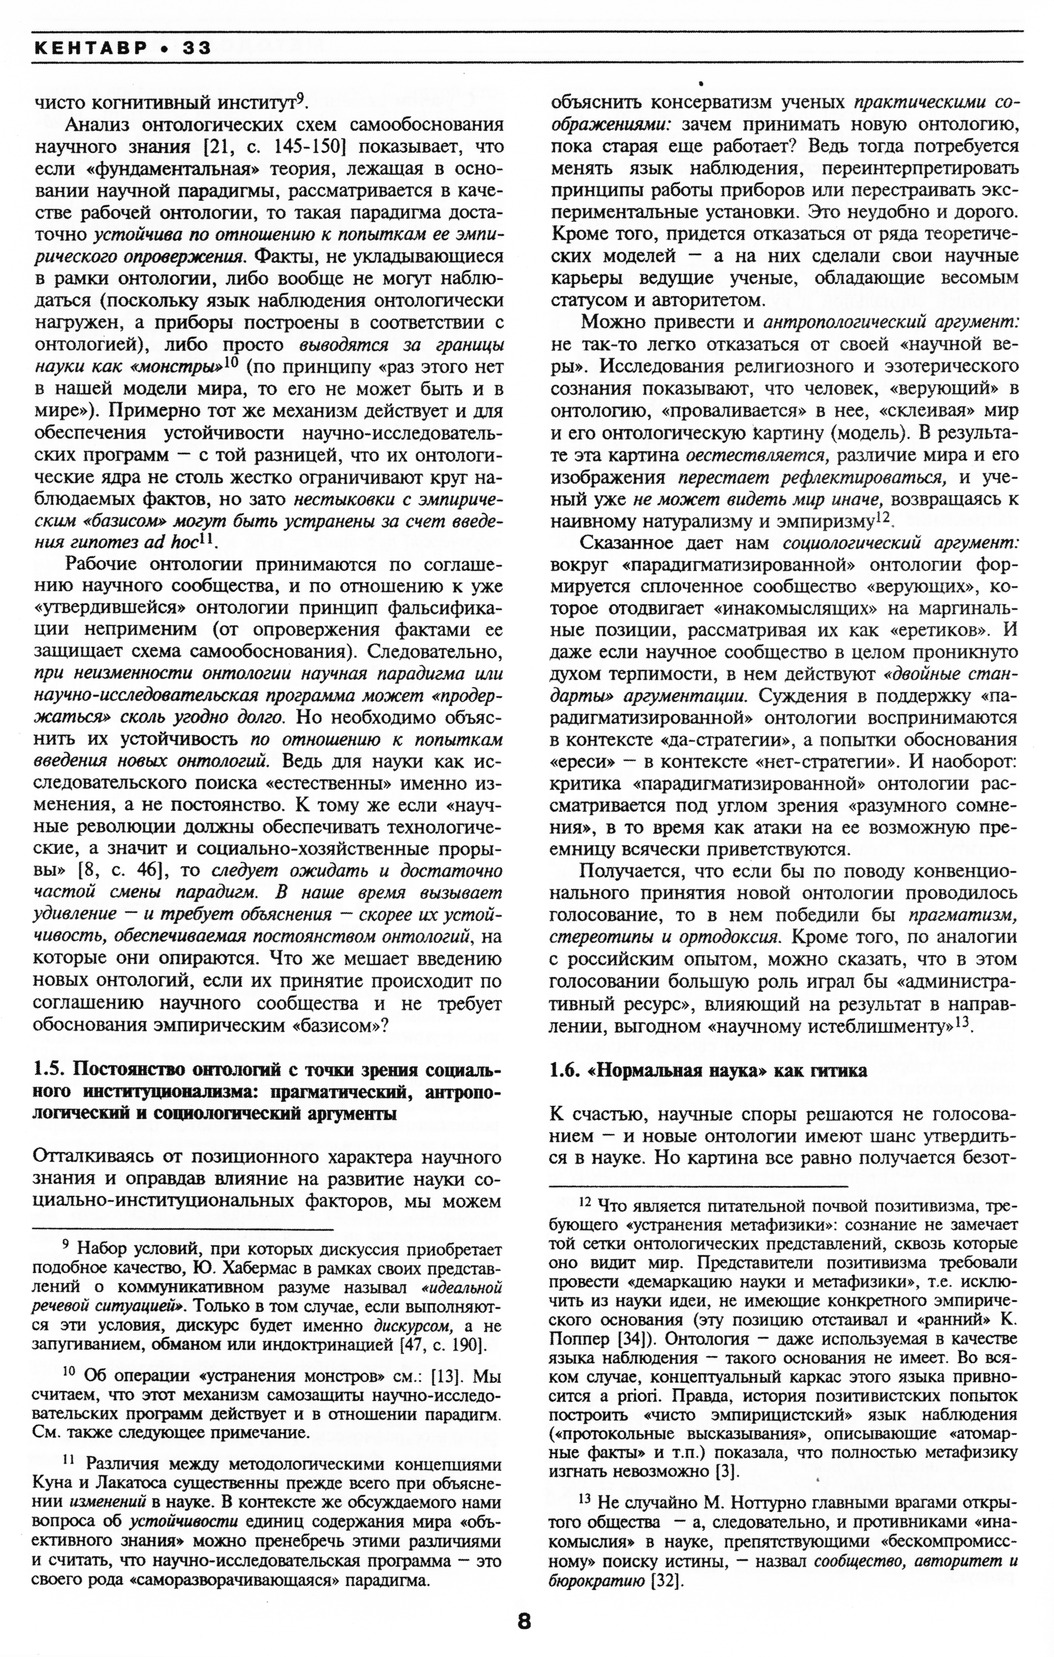 КЕНТАВР • 33
чисто когнитивный институт⁹.
Анализ онтологических схем самообоснования
научного знания [21, с. 145-150] показывает, что
если «фундаментальная» теория, лежащая в осно-
вании научной парадигмы, рассматривается в каче-
стве рабочей онтологии, то такая парадигма доста-
точно устойчива по отношению к попыткам ее эмпи-
рического опровержения. Факты, не укладывающиеся
в рамки онтологии, либо вообще не могут наблю-
даться (поскольку язык наблюдения онтологически
нагружен, а приборы построены в соответствии с
онтологией), либо просто выводятся за границы
науки как «монстры»¹⁰ (по принципу «раз этого нет
в нашей модели мира, то его не может быть и в
мире»). Примерно тот же механизм действует и для
обеспечения устойчивости научно-исследователь-
ских программ — с той разницей, что их онтологи-
ческие ядра не столь жестко ограничивают круг на-
блюдаемых фактов, но зато нестыковки с эмпириче-
ским «базисом» могут быть устранены за счет введе-
ния гипотез ad hoc¹¹.
Рабочие онтологии принимаются по соглаше-
нию научного сообщества, и по отношению к уже
«утвердившейся» онтологии принцип фальсифика-
ции неприменим (от опровержения фактами ее
защищает схема самообоснования). Следовательно,
при неизменности онтологии научная парадигма или
научно-исследовательская программа может «продер-
жаться» сколь угодно долго. Но необходимо объяс-
нить их устойчивость по отношению к попыткам
введения новых онтологий. Ведь для науки как ис-
следовательского поиска «естественны» именно из-
менения, а не постоянство. К тому же если «науч-
ные революции должны обеспечивать технологиче-
ские, а значит и социально-хозяйственные проры-
вы» [8, с. 46], то следует ожидать и достаточно
частой смены парадигм. В наше время вызывает
удивление — и требует объяснения — скорее их устой-
чивость, обеспечиваемая постоянством онтологий, на
которые они опираются. Что же мешает введению
новых онтологий, если их принятие происходит по
соглашению научного сообщества и не требует
обоснования эмпирическим «базисом»?
1.5. Постоянство онтологий с точки зрения социаль-
ного институционализма: прагматический, антропо-
логический и социологический аргументы
Отталкиваясь от позиционного характера научного
знания и оправдав влияние на развитие науки со-
циально-институциональных факторов, мы можем
⁹ Набор условий, при которых дискуссия приобретает
подобное качество, Ю. Хабермас в рамках своих представ-
лений о коммуникативном разуме называл «идеальной
речевой ситуацией». Только в том случае, если выполняют-
ся эти условия, дискурс будет именно дискурсом, а не
запугиванием, обманом или индоктринацией [47, с. 190].
¹⁰ Об операции «устранения монстров» см.: [13]. Мы
считаем, что этот механизм самозащиты научно-исследо-
вательских программ действует и в отношении парадигм.
См. также следующее примечание.
¹¹ Различия между методологическими концепциями
Куна и Лакатоса существенны прежде всего при объясне-
нии изменений в науке. В контексте же обсуждаемого нами
вопроса об устойчивости единиц содержания мира «объ-
ективного знания» можно пренебречь этими различиями
и считать, что научно-исследовательская программа — это
своего рода «саморазворачивающаяся» парадигма.
объяснить консерватизм ученых практическими со-
ображениями: зачем принимать новую онтологию,
пока старая еще работает? Ведь тогда потребуется
менять язык наблюдения, переинтерпретировать
принципы работы приборов или перестраивать экс-
периментальные установки. Это неудобно и дорого.
Кроме того, придется отказаться от ряда теоретиче-
ских моделей — а на них сделали свои научные
карьеры ведущие ученые, обладающие весомым
статусом и авторитетом.
Можно привести и антропологический аргумент:
не так-то легко отказаться от своей «научной ве-
ры». Исследования религиозного и эзотерического
сознания показывают, что человек, «верующий» в
онтологию, «проваливается» в нее, «склеивая» мир
и его онтологическую картину (модель). В результа-
те эта картина оестествляется, различие мира и его
изображения перестает рефлектироваться, и уче-
ный уже не может видеть мир иначе, возвращаясь к
наивному натурализму и эмпиризму¹².
Сказанное дает нам социологический аргумент:
вокруг «парадигматизированной» онтологии фор-
мируется сплоченное сообщество «верующих», ко-
торое отодвигает «инакомыслящих» на маргиналь-
ные позиции, рассматривая их как «еретиков». И
даже если научное сообщество в целом проникнуто
духом терпимости, в нем действуют «двойные стан-
дарты» аргументации. Суждения в поддержку «па-
радигматизированной» онтологии воспринимаются
в контексте «да-стратегии», а попытки обоснования
«ереси» — в контексте «нет-стратегии». И наоборот:
критика «парадигматизированной» онтологии рас-
сматривается под углом зрения «разумного сомне-
ния», в то время как атаки на ее возможную пре-
емницу всячески приветствуются.
Получается, что если бы по поводу конвенцио-
нального принятия новой онтологии проводилось
голосование, то в нем победили бы прагматизм,
стереотипы и ортодоксия. Кроме того, по аналогии
с российским опытом, можно сказать, что в этом
голосовании большую роль играл бы «администра-
тивный ресурс», влияющий на результат в направ-
лении, выгодном «научному истеблишменту»¹³.
1.6. «Нормальная наука» как гитика
К счастью, научные споры решаются не голосова-
нием — и новые онтологии имеют шанс утвердить-
ся в науке. Но картина все равно получается безот-
¹² Что является питательной почвой позитивизма, тре-
бующего «устранения метафизики»: сознание не замечает
той сетки онтологических представлений, сквозь которые
оно видит мир. Представители позитивизма требовали
провести «демаркацию науки и метафизики», т.е. исклю-
чить из науки идеи, не имеющие конкретного эмпириче-
ского основания (эту позицию отстаивал и «ранний» К.
Поппер [34]). Онтология — даже используемая в качестве
языка наблюдения — такого основания не имеет. Во вся-
ком случае, концептуальный каркас этого языка привно-
сится a priori. Правда, история позитивистских попыток
построить «чисто эмпирицистский» язык наблюдения
(«протокольные высказывания», описывающие «атомар-
ные факты» и т.п.) показала, что полностью метафизику
изгнать невозможно [3].
¹³ Не случайно М. Ноттурно главными врагами откры-
того общества — а, следовательно, и противниками «ина-
комыслия» в науке, препятствующими «бескомпромисс-
ному» поиску истины, — назвал сообщество, авторитет и
бюрократию [32].
8